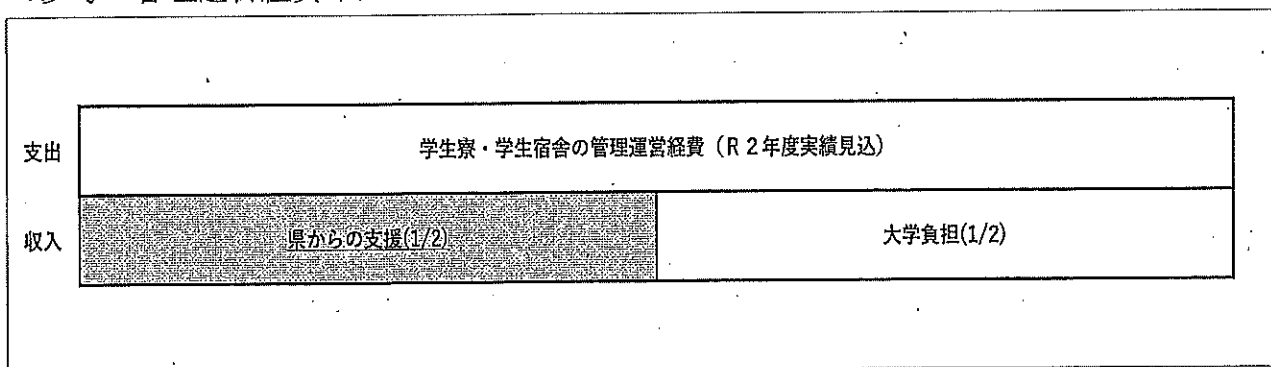 支出
学生寮・学生宿舎の管理運営経費（R２年度実績見込）
収入
県からの支援(1/2)
大学負担(1/2)